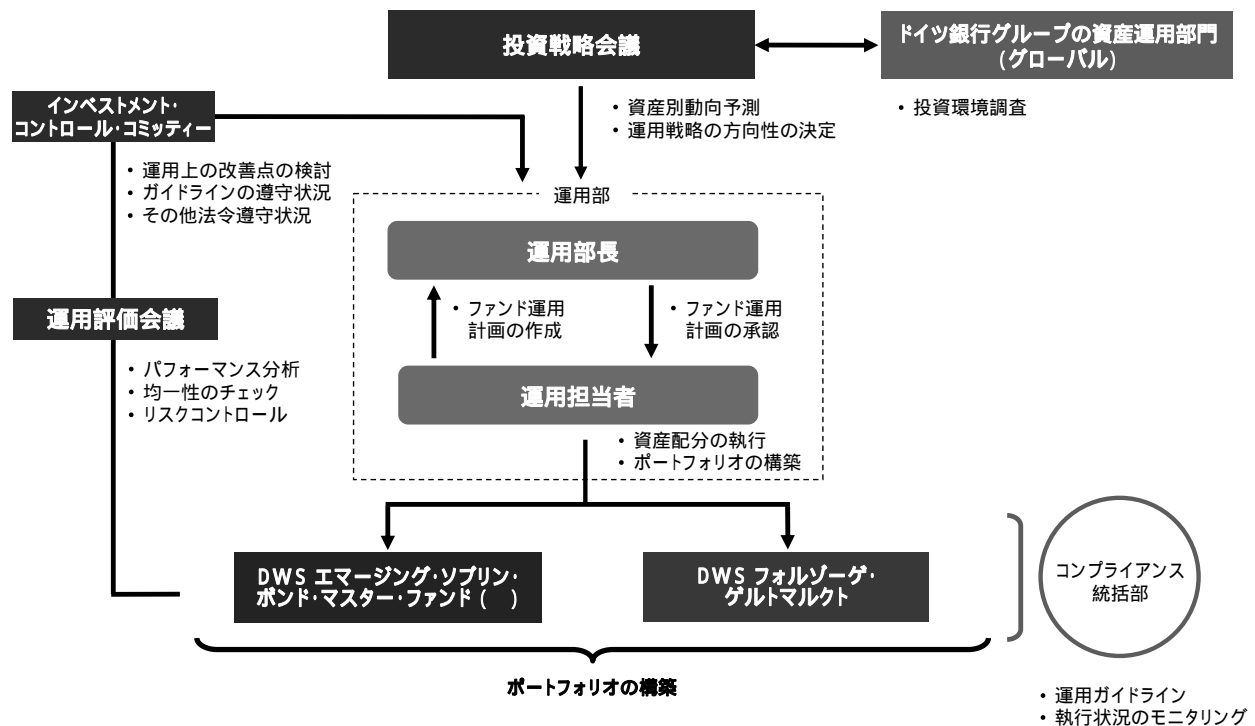 投資戦略会議
ドイツ銀行グループの資産運用部門
(グローバル)
・資産別動向予測
・運用戦略の方向性の決定
・投資環境調査
インベストメント・
コントロール・コミッティー
・運用上の改善点の検討
・ガイドラインの遵守状況
・その他法令遵守状況
運用部
運用部長
・ファンド運用
計画の作成
・ファンド運用
計画の承認
運用評価会議
・パフォーマンス分析
・均一性のチェック
・リスクコントロール
運用担当者
・資産配分の執行
・ポートフォリオの構築
DWS エマージング・ソブリン・
ボンド・マスター・ファンド( )
DWS フォルゾーゲ・
ゲルトマルクト
コンプライアンス
統括部
ポートフォリオの構築
・運用ガイドライン
・執行状況のモニタリング